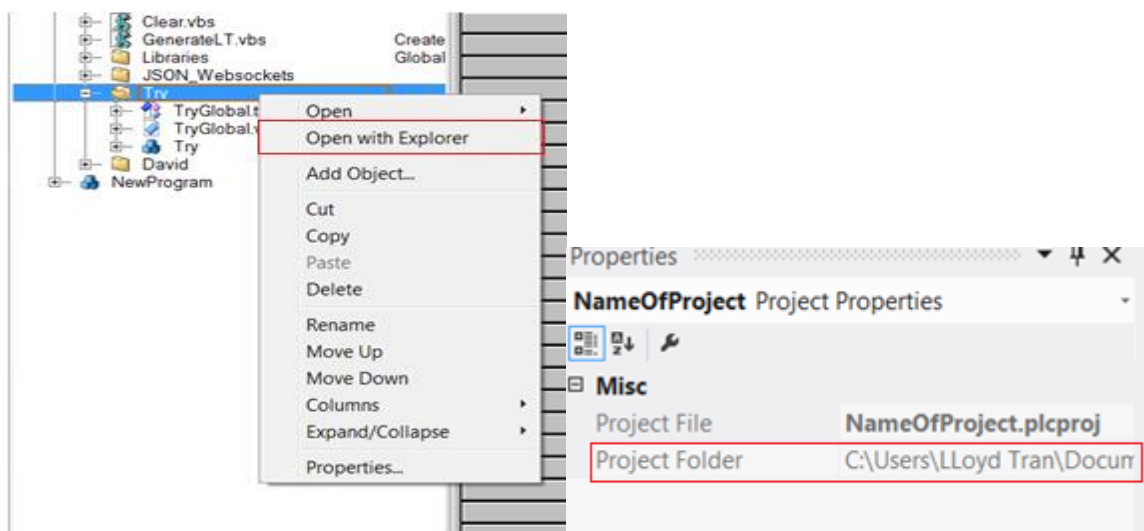 Clear.vbs
GenerateLT.vbs Create
Libraries Global
JSON_Websockets
Try
TryGlobal.t
TryGlobal.v
Try
David
NewProgram
Open
Open with Explorer
Add Object...
Cut
Copy
Paste
Delete
Rename
Move Up
Move Down
Columns
Expand/Collapse
Properties...
Properties
NameOfProject Project Properties
Misc
Project File NameOfProject.plcproj
Project Folder C:\Users\LLoyd Tran\Docum